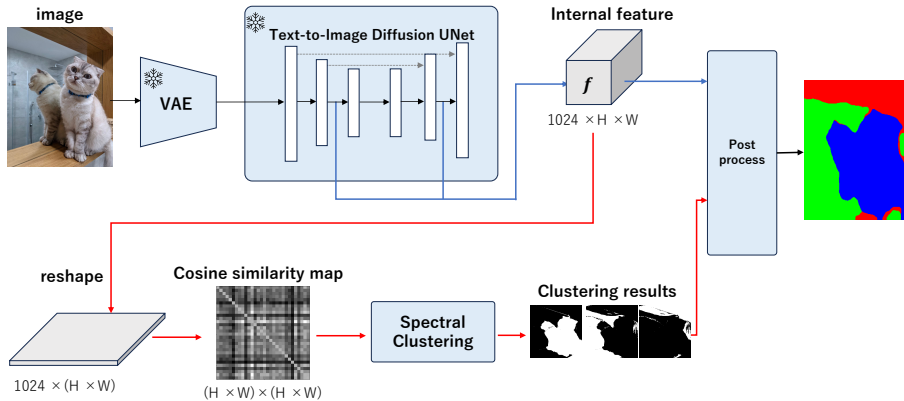 image
Text-to-Image Diffusion UNet
VAE
Internal feature
f
1024 ×H ×W
Post
process
reshape
1024 ×(H ×W)
Cosine similarity map
(H ×W)×(H ×W)
Spectral
Clustering
Clustering results